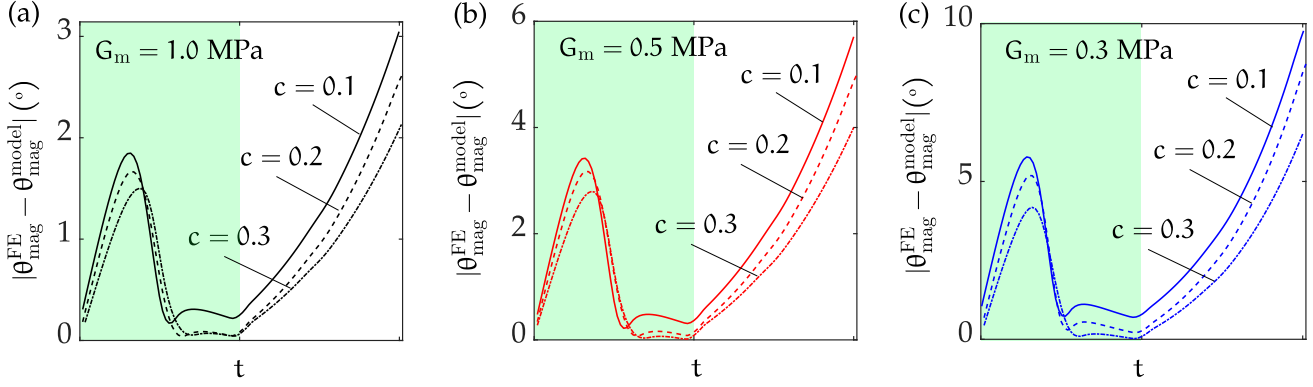 (a)
G_m = 1.0 MPa
c = 0.1
c = 0.2
c = 0.3
3
2
1
0
|θ_mag^FE − θ_mag^model|(°)
t
(b)
G_m = 0.5 MPa
c = 0.1
c = 0.2
c = 0.3
6
4
2
0
|θ_mag^FE − θ_mag^model|(°)
t
(c)
G_m = 0.3 MPa
c = 0.1
c = 0.2
c = 0.3
10
5
0
|θ_mag^FE − θ_mag^model|(°)
t